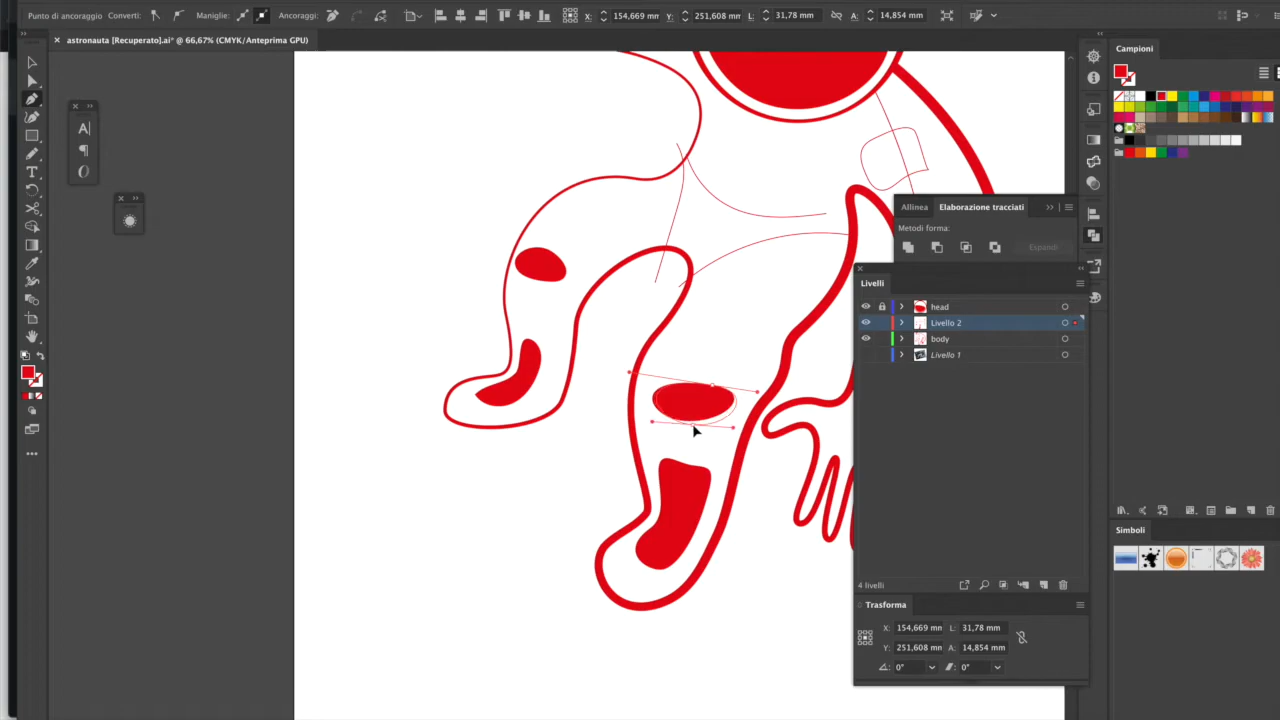 Punto di ancoraggio Converti: Maniglie: Ancoraggi: X: 154,669 mm Y: 251,608 mm L: 31,78 mm A: 14,854 mm
astronauta [Recuperato].ai* @ 66,67% (CMYK/Anteprima GPU)
Campioni
Allinea Elaborazione tracciati
Metodi forma:
Espandi
Livelli
head
Livello 2
body
Livello 1
4 livelli
Simboli
Trasforma
X: 154,669 mm L: 31,78 mm
Y: 251,608 mm A: 14,854 mm
0° 0°